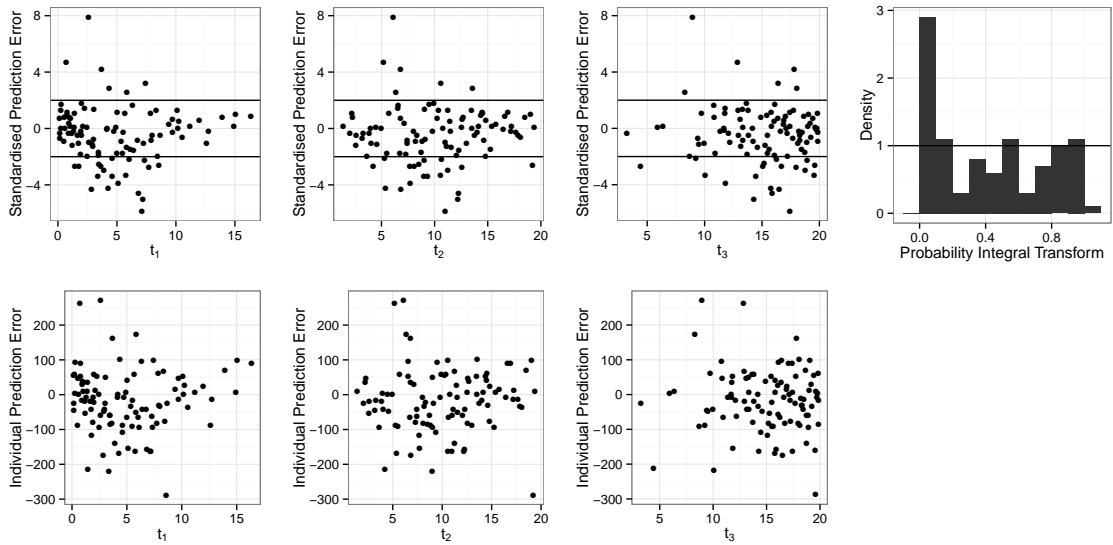 Standardised Prediction Error
8
4
0
−4
0 5 10 15
t1
Standardised Prediction Error
8
4
0
−4
5 10 15 20
t2
Standardised Prediction Error
8
4
0
−4
5 10 15 20
t3
Density
3
2
1
0
0.0 0.4 0.8
Probability Integral Transform
Individual Prediction Error
200
100
0
−100
−200
−300
0 5 10 15
t1
Individual Prediction Error
200
100
0
−100
−200
−300
5 10 15 20
t2
Individual Prediction Error
200
100
0
−100
−200
−300
5 10 15 20
t3